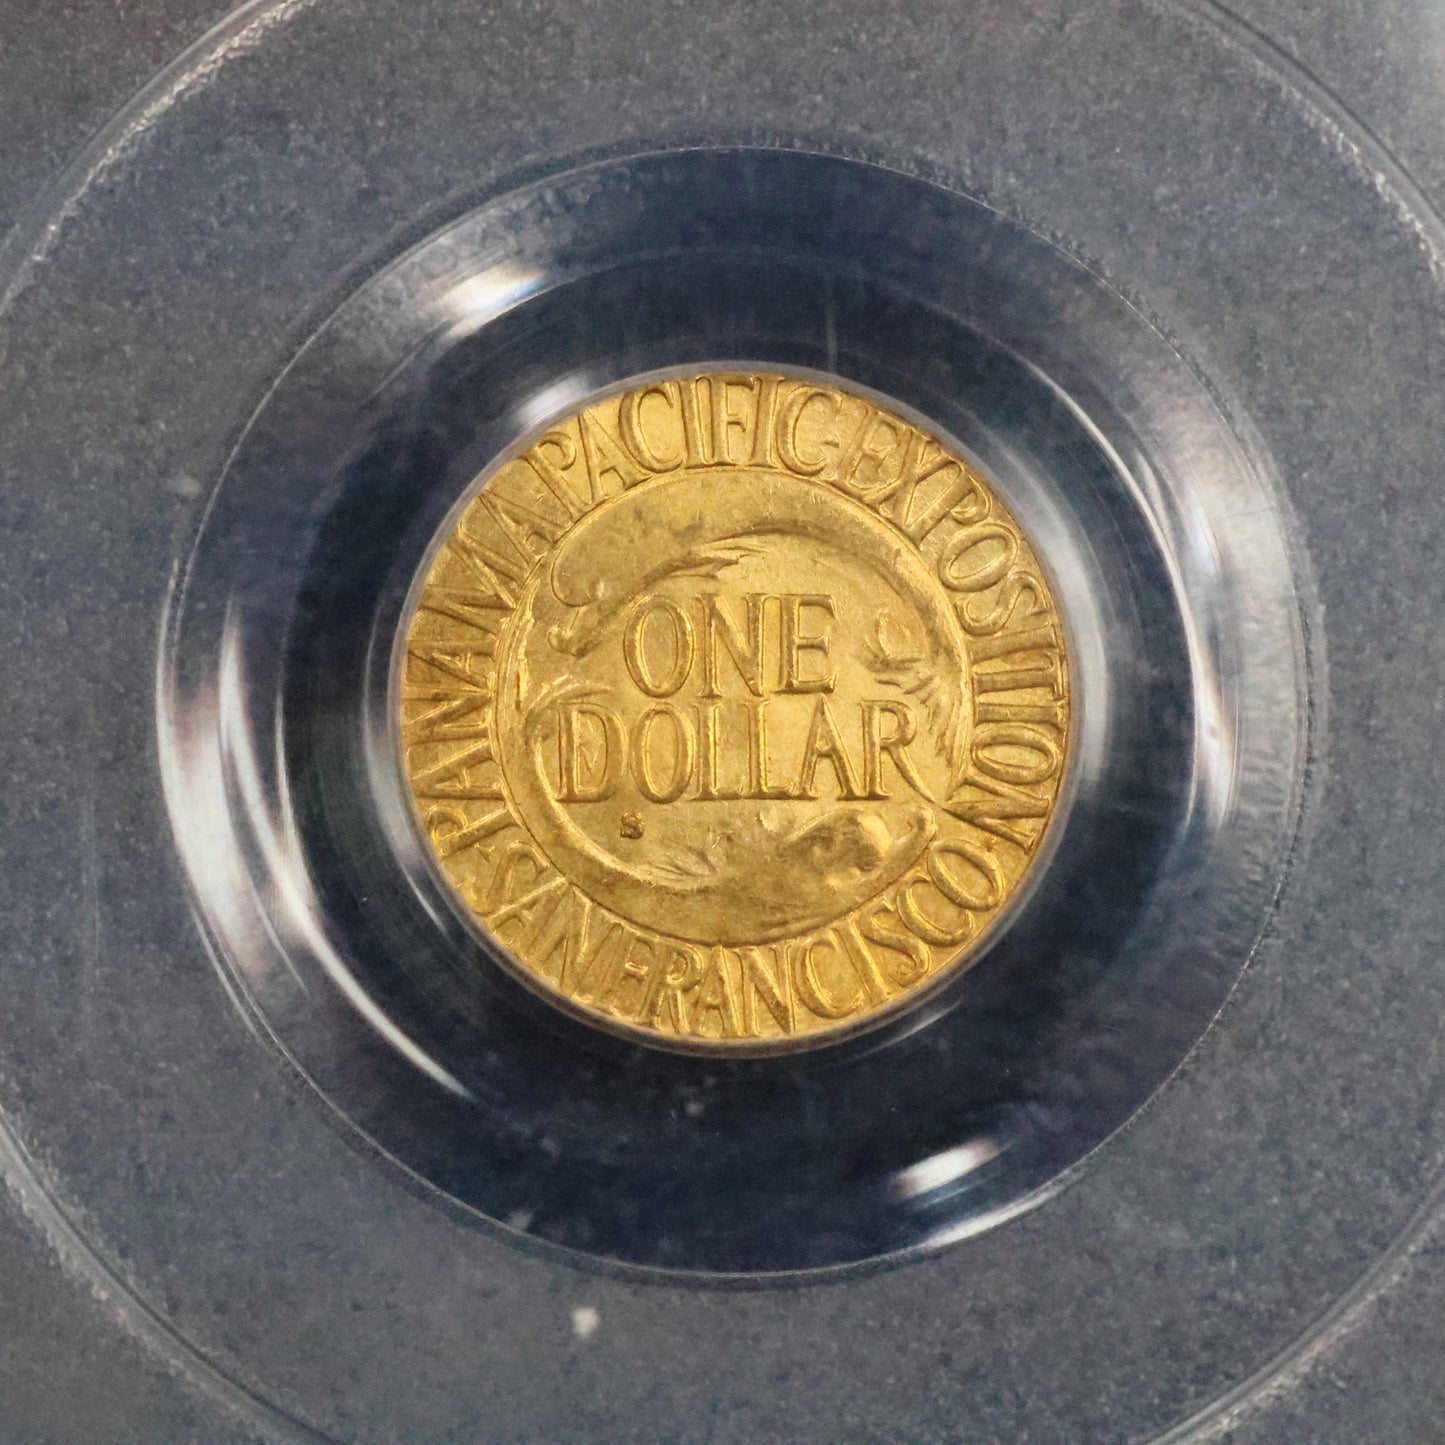 PANAMA PACIFIC·EXPOSITION·
·SAN FRANCISCO·
ONE
DOLLAR
S